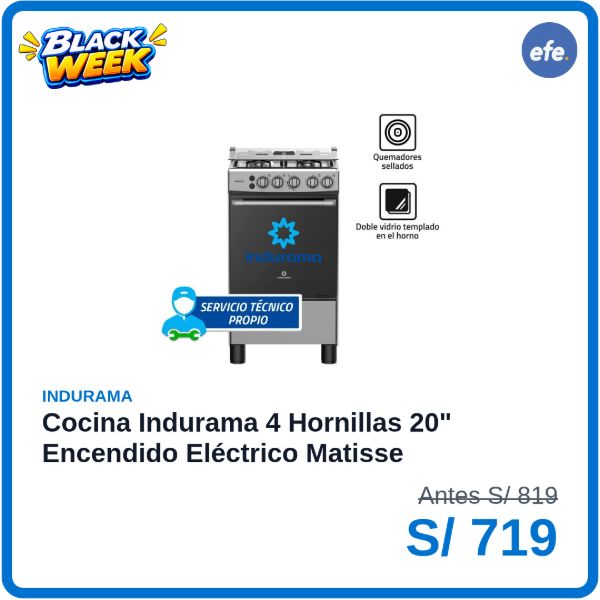 BLACK
WEEK
efe.
Quemadores
sellados
Doble vidrio templado
en el horno
Indurama
SERVICIO TÉCNICO
PROPIO
INDURAMA
Cocina Indurama 4 Hornillas 20"
Encendido Eléctrico Matisse
Antes S/ 819
S/ 719